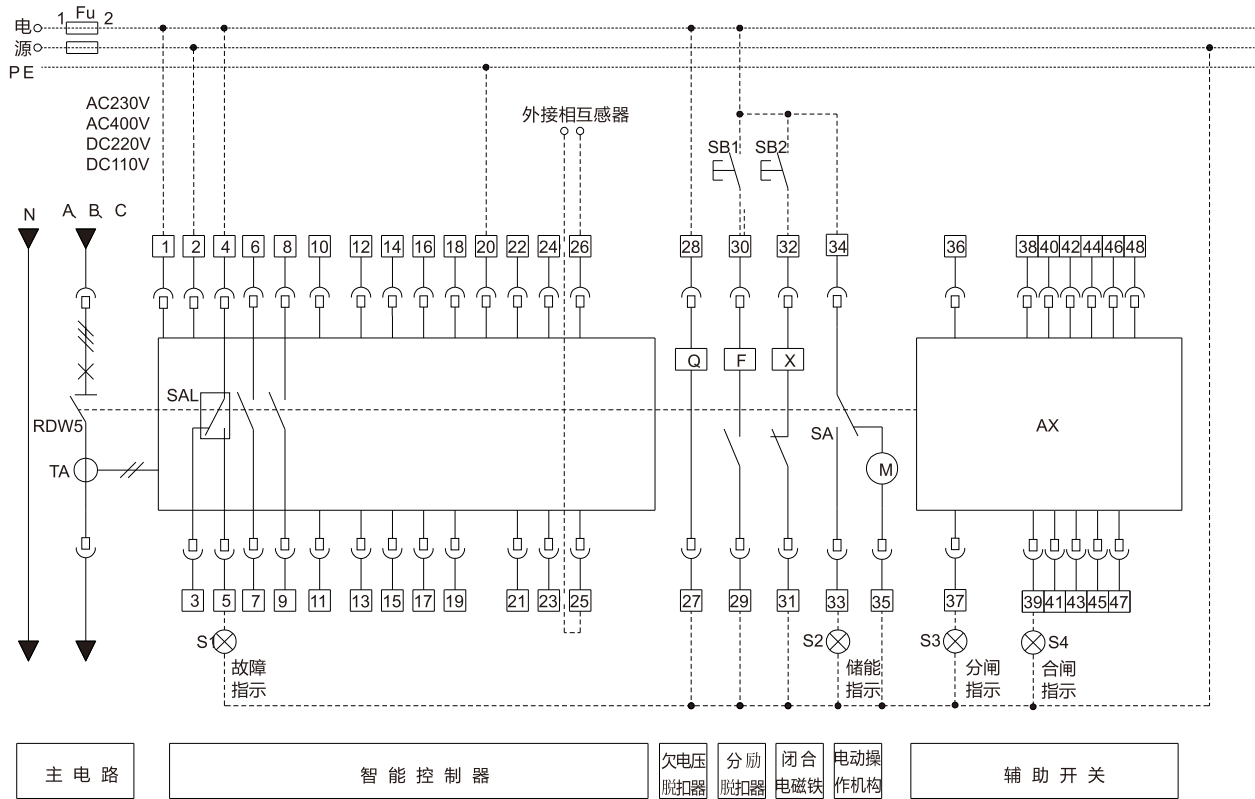 1 Fu 2
电
源
PE
AC230V
AC400V
DC220V
DC110V
外接相互感器
SB1 SB2
N A、B、C
1 2 4 6 8 10 12 14 16 18 20 22 24 26 28 30 32 34 36 38 40 42 44 46 48
Q F X
SAL
RDW5
SA
AX
TA
M
3 5 7 9 11 13 15 17 19 21 23 25 27 29 31 33 35 37 39 41 43 45 47
S1 S2 S3 S4
故障
指示
储能
指示
分闸
指示
合闸
指示
主电路
智能控制器
欠电压
脱扣器
分励
脱扣器
闭合
电磁铁
电动操
作机构
辅助开关